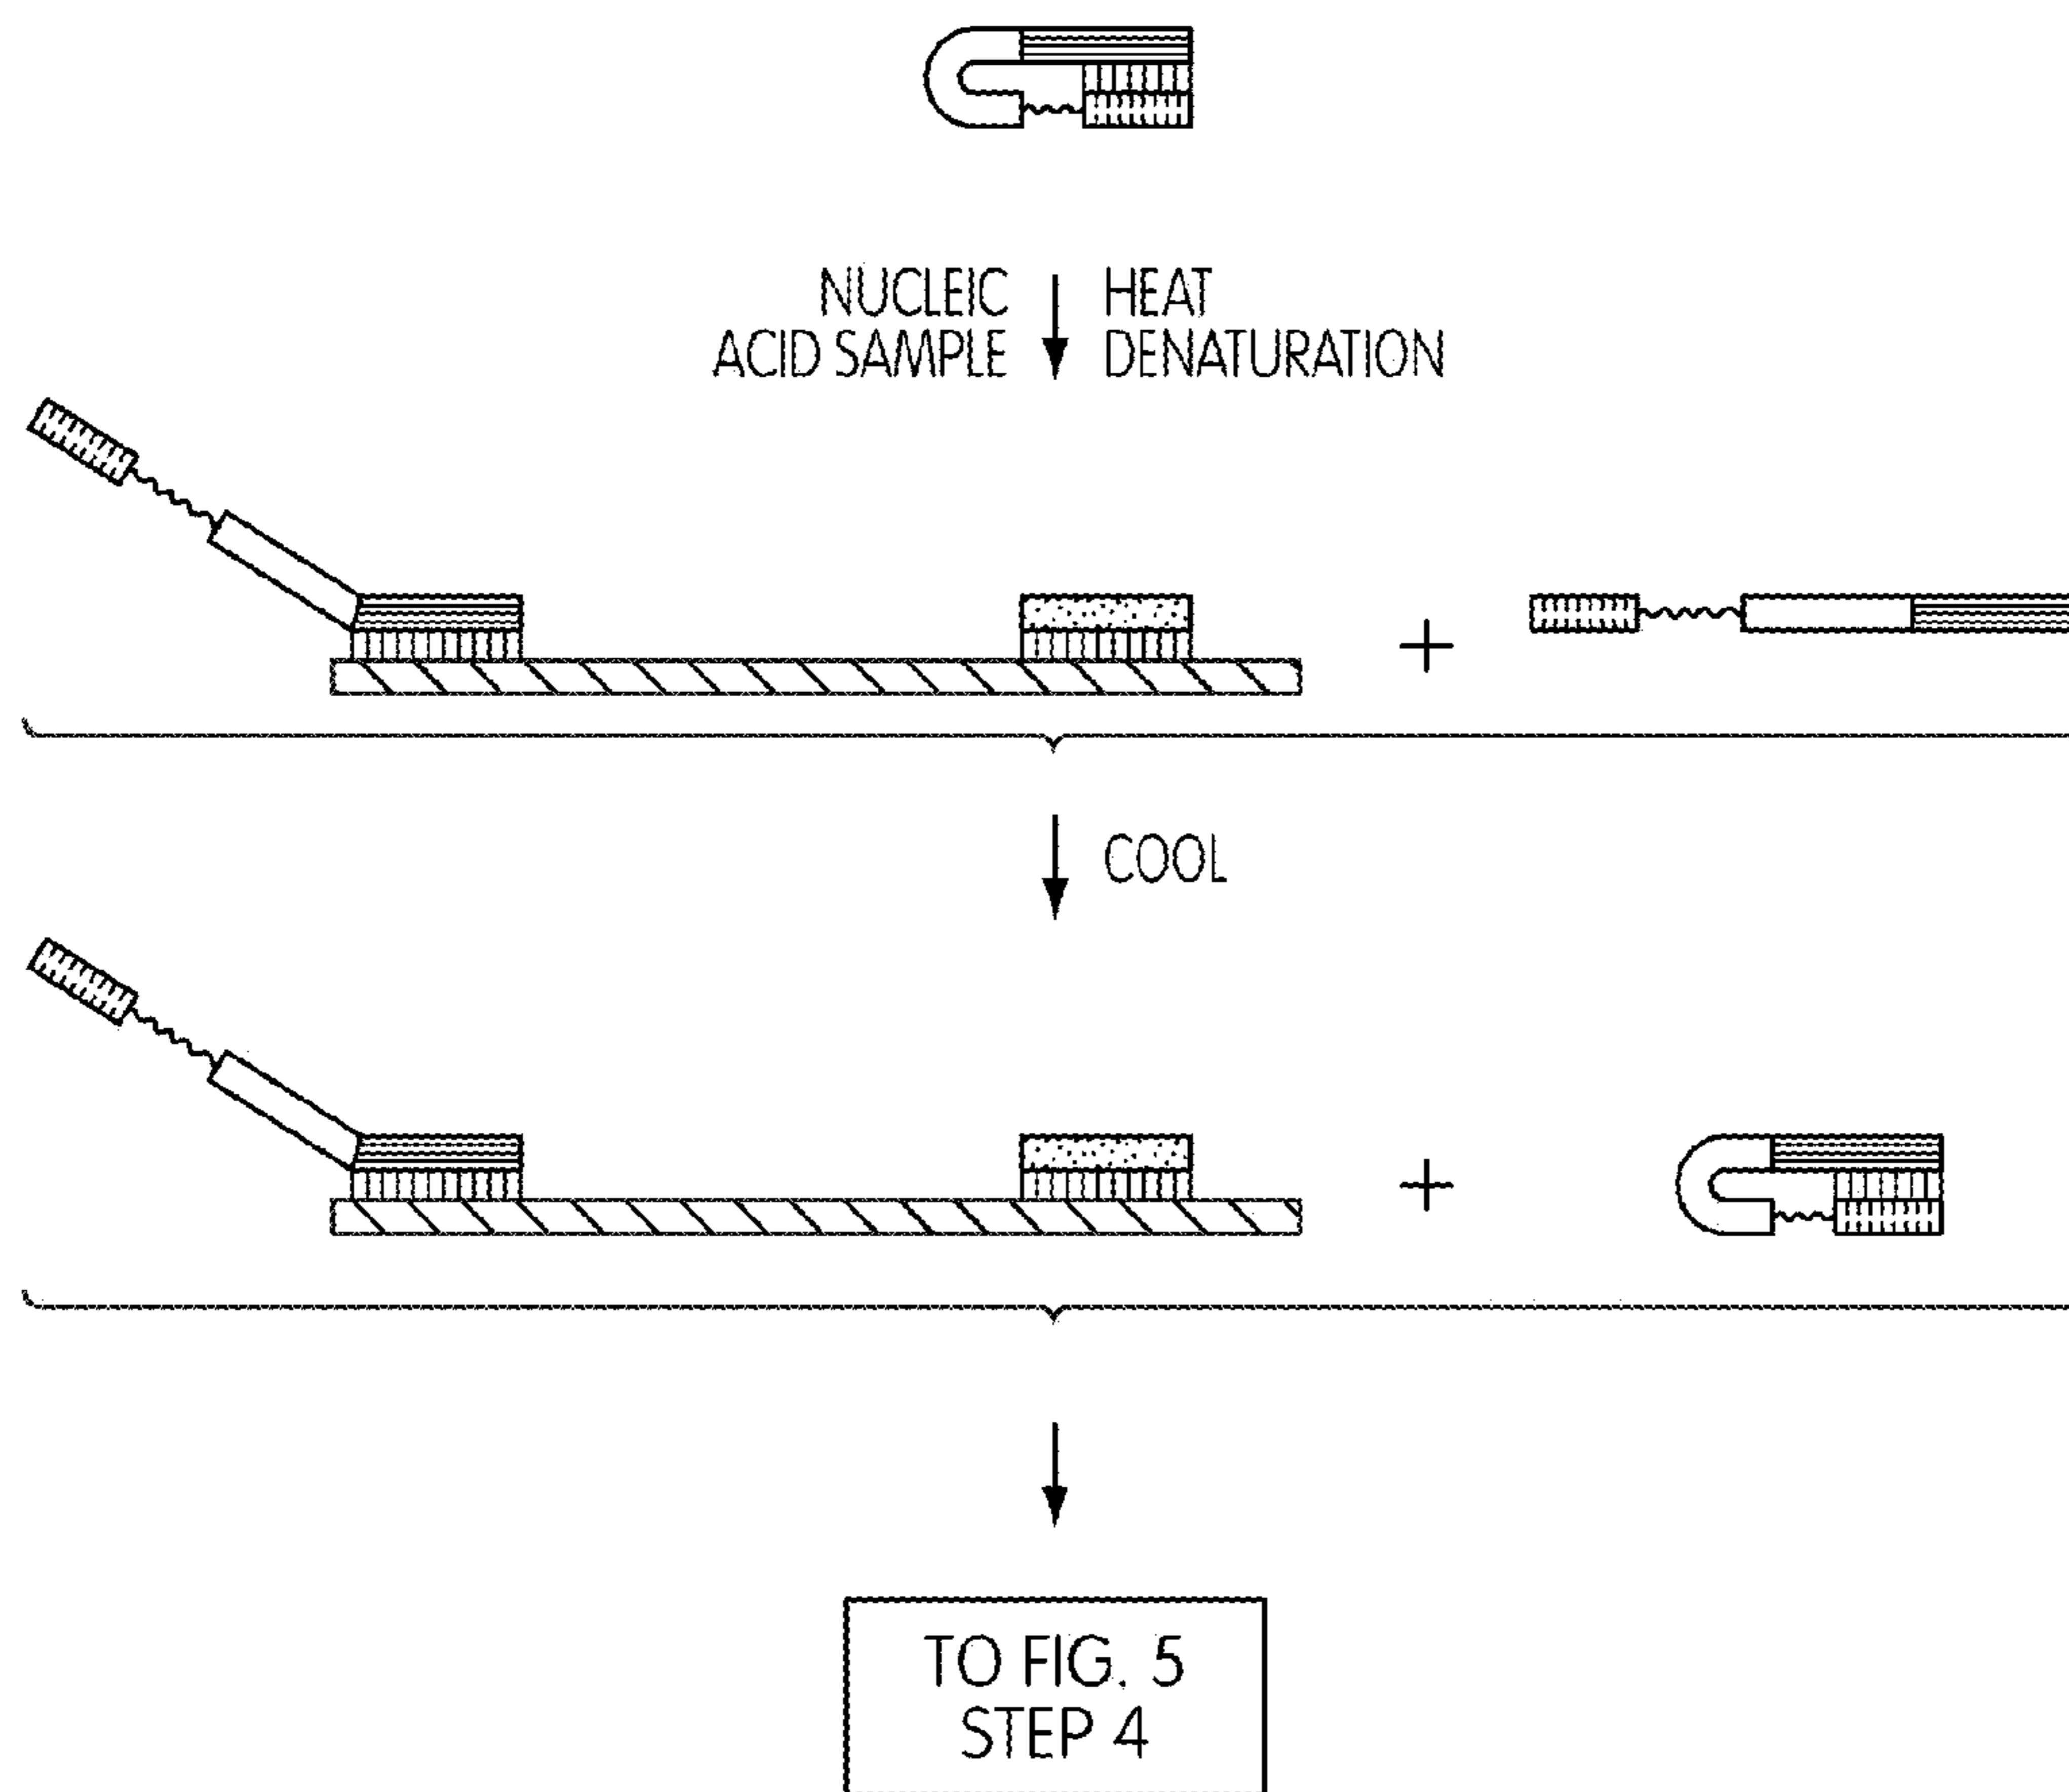 NUCLEIC HEAT
ACID SAMPLE DENATURATION
COOL
TO FIG. 5
STEP 4